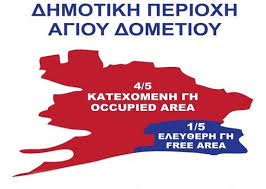 ΔΗΜΟΤΙΚΗ ΠΕΡΙΟΧΗ
ΑΓΙΟΥ ΔΟΜΕΤΙΟΥ
4/5
ΚΑΤΕΧΟΜΕΝΗ ΓΗ
OCCUPIED AREA
1/5
ΕΛΕΥΘΕΡΗ ΓΗ
FREE AREA